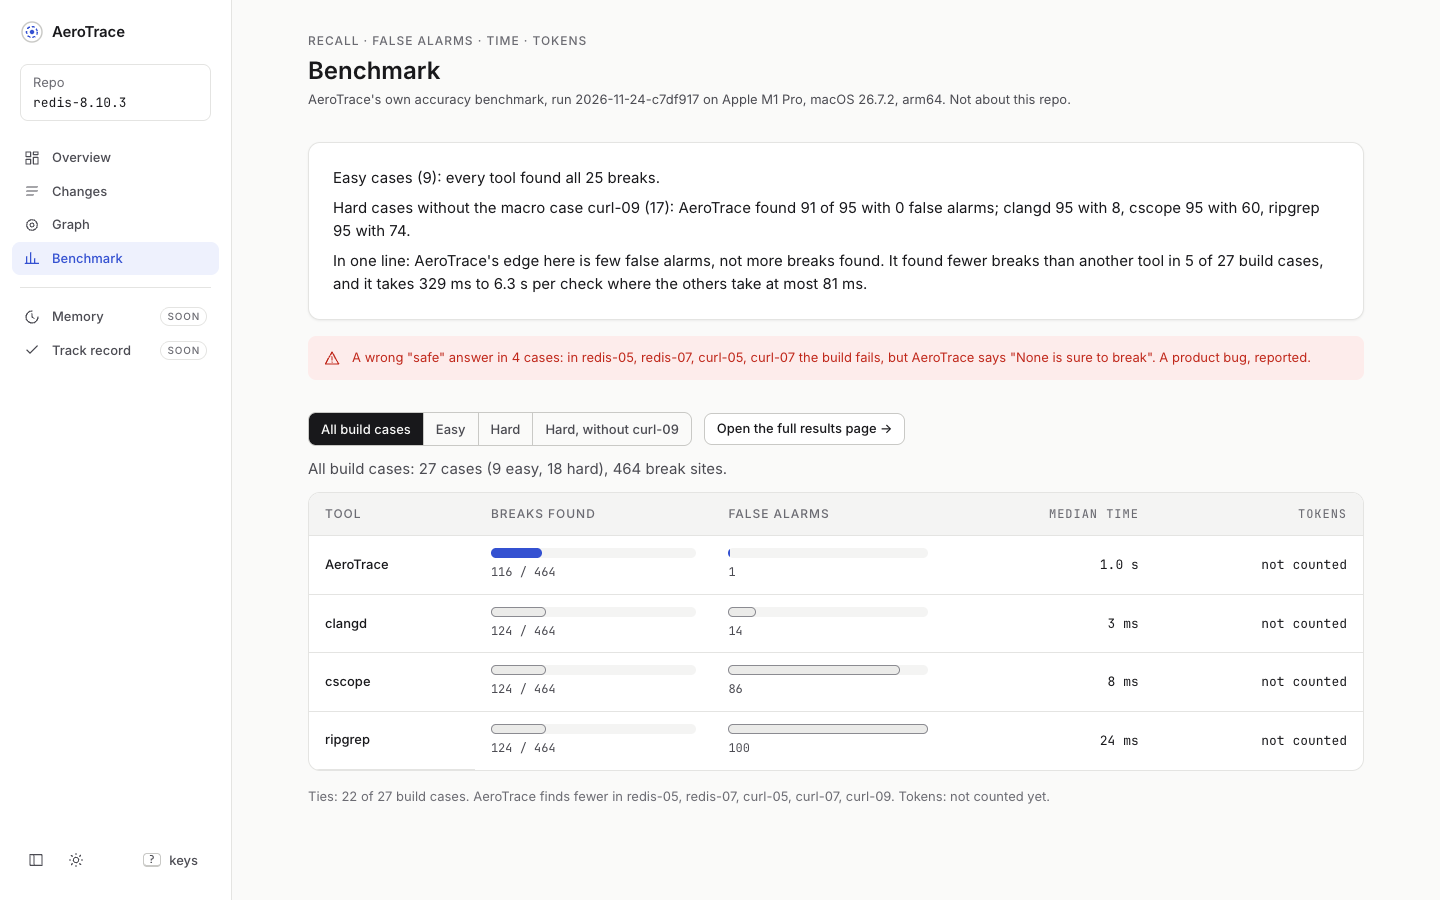 AeroTrace
Repo
redis-8.10.3
Overview
Changes
Graph
Benchmark
Memory SOON
Track record SOON
? keys
RECALL · FALSE ALARMS · TIME · TOKENS
Benchmark
AeroTrace's own accuracy benchmark, run 2026-11-24-c7df917 on Apple M1 Pro, macOS 26.7.2, arm64. Not about this repo.
Easy cases (9): every tool found all 25 breaks.
Hard cases without the macro case curl-09 (17): AeroTrace found 91 of 95 with 0 false alarms; clangd 95 with 8, cscope 95 with 60, ripgrep
95 with 74.
In one line: AeroTrace's edge here is few false alarms, not more breaks found. It found fewer breaks than another tool in 5 of 27 build cases,
and it takes 329 ms to 6.3 s per check where the others take at most 81 ms.
A wrong "safe" answer in 4 cases: in redis-05, redis-07, curl-05, curl-07 the build fails, but AeroTrace says "None is sure to break". A product bug, reported.
All build cases Easy Hard Hard, without curl-09 Open the full results page →
All build cases: 27 cases (9 easy, 18 hard), 464 break sites.
TOOL BREAKS FOUND FALSE ALARMS MEDIAN TIME TOKENS
AeroTrace 116 / 464 1 1.0 s not counted
clangd 124 / 464 14 3 ms not counted
cscope 124 / 464 86 8 ms not counted
ripgrep 124 / 464 100 24 ms not counted
Ties: 22 of 27 build cases. AeroTrace finds fewer in redis-05, redis-07, curl-05, curl-07, curl-09. Tokens: not counted yet.